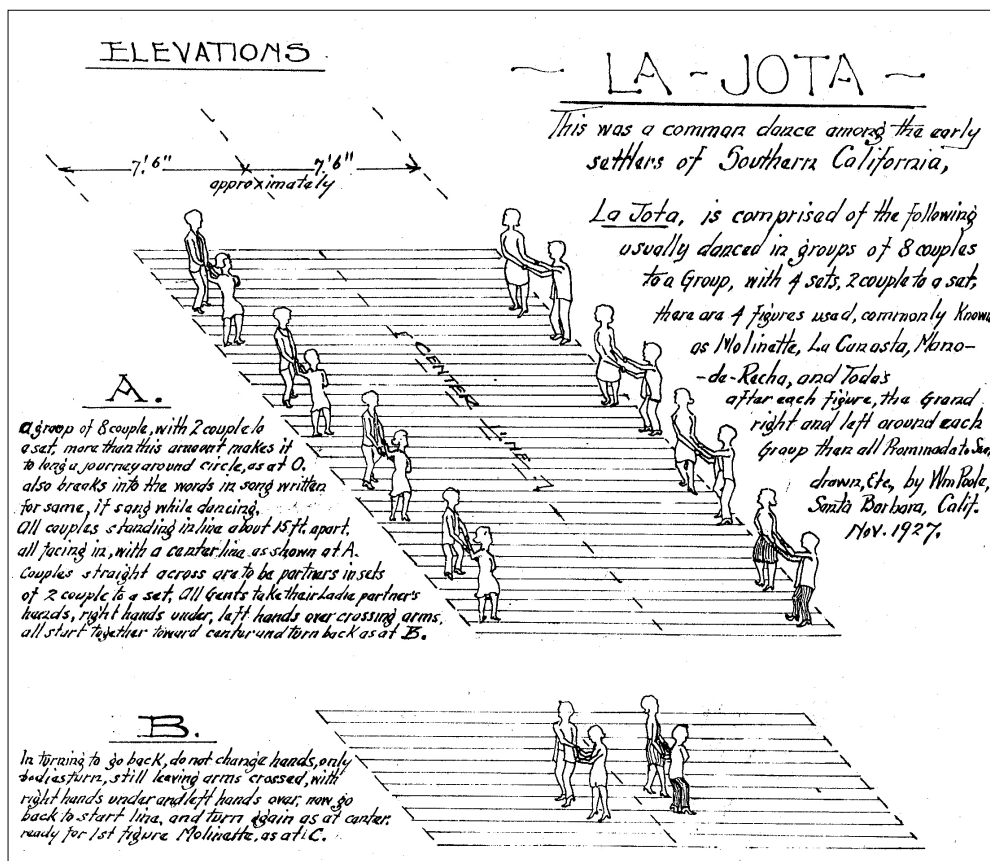 ELEVATIONS
7'6" 7'6"
approximately
~ LA - JOTA ~
This was a common dance among the early
settlers of Southern California,
La Jota, is comprised of the following
usually danced in groups of 8 couples
to a Group, with 4 sets, 2 couple to a set,
there are 4 figures used, commonly Known
as Molinette, La Canasta, Mano-
-de-Recha, and Todas
after each figure, the Grand
right and left around each
Group then all Prominada to
drawn, Etc, by Wm Poole,
Santa Barbara, Calif.
Nov. 1927.
CENTER LINE
A.
a group of 8 couple, with 2 couple to
a set, more than this amount makes it
to long a journey around circle, as at O.
also breaks into the words in song written
for same, if sang while dancing.
All couples standing in line about 15 ft. apart.
all facing in, with a center line as shown at A.
Couples straight across are to be partners in sets
of 2 couple to a set, All Gents take their Ladie partner's
hands, right hands under, left hands over crossing arms,
all start together toward center and turn back as at B.
B.
In turning to go back, do not change hands, only
bodies turn, still leaving arms crossed, with
right hands under and left hands over, now go
back to start line, and turn again as at center,
ready for 1st figure Molinette, as at C.